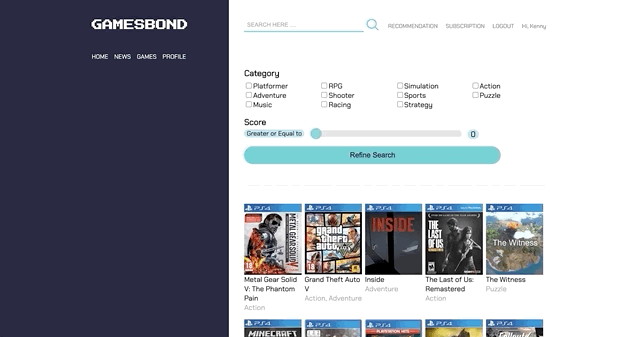 GAMESBOND
SEARCH HERE ...
RECOMMENDATION SUBSCRIPTION LOGOUT Hi, Kenny
HOME NEWS GAMES PROFILE
Category
Platformer RPG Simulation Action
Adventure Shooter Sports Puzzle
Music Racing Strategy
Score
Greater or Equal to 0
Refine Search
PS4 PS4 PS4 PS4 PS4
METAL GEAR SOLID V
grand theft auto V
INSIDE
THE LAST OF US
The Witness
Metal Gear Solid V: The Phantom Pain
Action
Grand Theft Auto V
Action, Adventure
Inside
Adventure
The Last of Us: Remastered
Action
The Witness
Puzzle
PS4 PS4 PLAYSTATION HITS PS4 PS4
MINECRAFT
Fallout